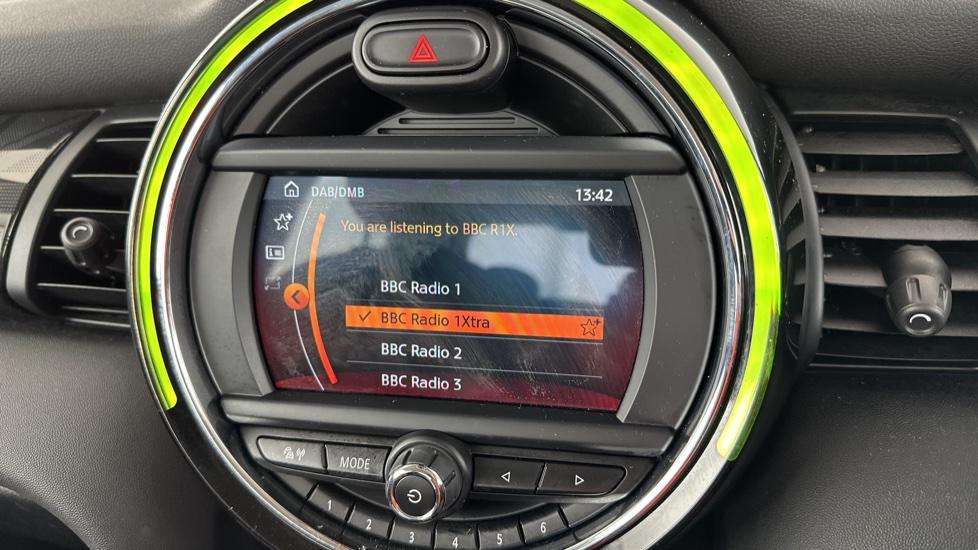 DAB/DMB 13:42
You are listening to BBC R1X.
BBC Radio 1
BBC Radio 1Xtra
BBC Radio 2
BBC Radio 3
MODE
1 2 3 4 5 6